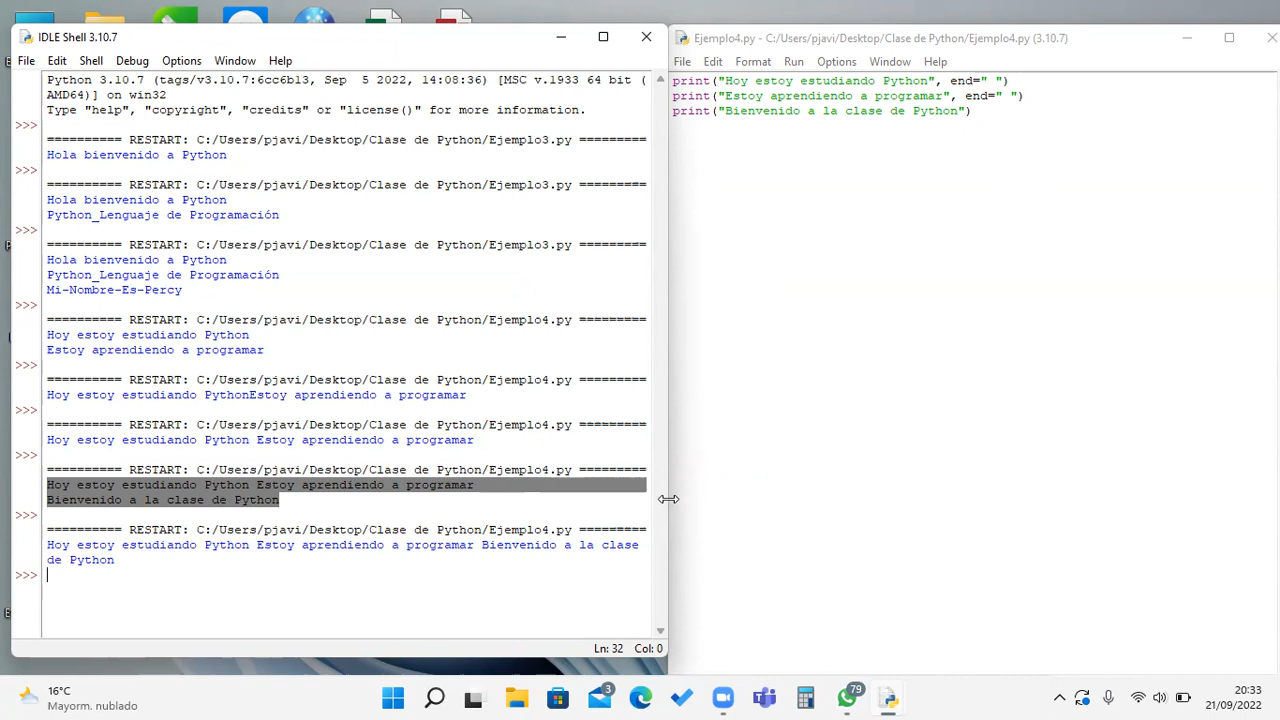 IDLE Shell 3.10.7
File Edit Shell Debug Options Window Help
Python 3.10.7 (tags/v3.10.7:6cc6b13, Sep  5 2022, 14:08:36) [MSC v.1933 64 bit (
AMD64)] on win32
Type "help", "copyright", "credits" or "license()" for more information.
>>>
========== RESTART: C:/Users/pjavi/Desktop/Clase de Python/Ejemplo3.py =========
Hola bienvenido a Python
>>>
========== RESTART: C:/Users/pjavi/Desktop/Clase de Python/Ejemplo3.py =========
Hola bienvenido a Python
Python_Lenguaje de Programación
>>>
========== RESTART: C:/Users/pjavi/Desktop/Clase de Python/Ejemplo3.py =========
Hola bienvenido a Python
Python_Lenguaje de Programación
Mi-Nombre-Es-Percy
>>>
========== RESTART: C:/Users/pjavi/Desktop/Clase de Python/Ejemplo4.py =========
Hoy estoy estudiando Python
Estoy aprendiendo a programar
>>>
========== RESTART: C:/Users/pjavi/Desktop/Clase de Python/Ejemplo4.py =========
Hoy estoy estudiando PythonEstoy aprendiendo a programar
>>>
========== RESTART: C:/Users/pjavi/Desktop/Clase de Python/Ejemplo4.py =========
Hoy estoy estudiando Python Estoy aprendiendo a programar
>>>
========== RESTART: C:/Users/pjavi/Desktop/Clase de Python/Ejemplo4.py =========
Hoy estoy estudiando Python Estoy aprendiendo a programar
Bienvenido a la clase de Python
>>>
========== RESTART: C:/Users/pjavi/Desktop/Clase de Python/Ejemplo4.py =========
Hoy estoy estudiando Python Estoy aprendiendo a programar Bienvenido a la clase
de Python
>>>
Ln: 32 Col: 0
Ejemplo4.py - C:/Users/pjavi/Desktop/Clase de Python/Ejemplo4.py (3.10.7)
File Edit Format Run Options Window Help
print("Hoy estoy estudiando Python", end=" ")
print("Estoy aprendiendo a programar", end=" ")
print("Bienvenido a la clase de Python")
16°C
Mayorm. nublado
3
79
20:33
21/09/2022